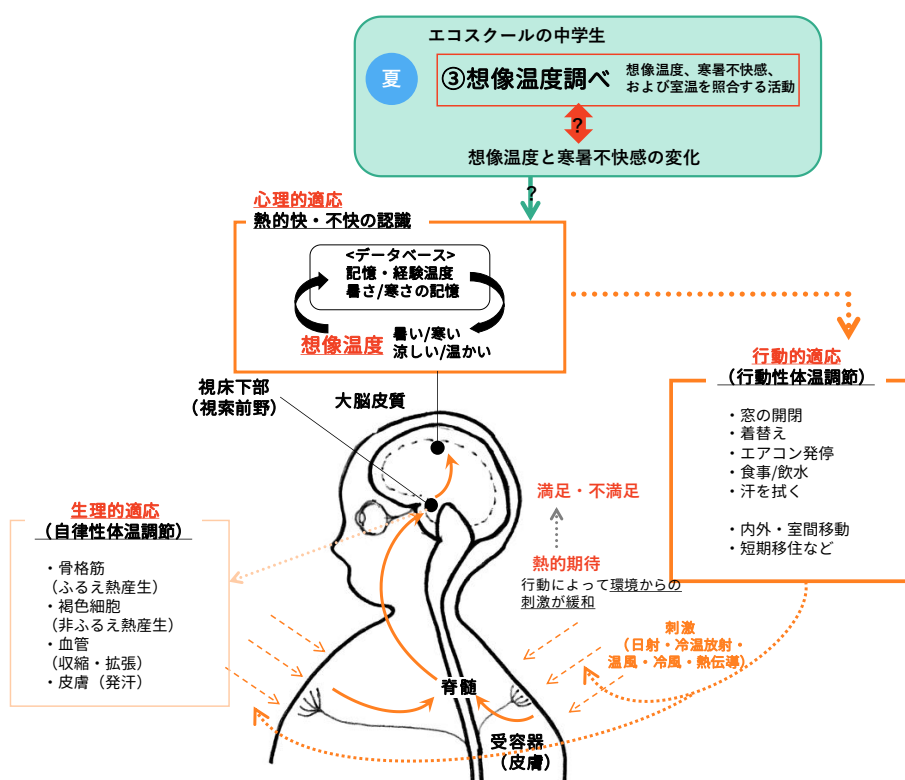 エコスクールの中学生
夏
③想像温度調べ
想像温度、寒暑不快感、
および室温を照合する活動
?
想像温度と寒暑不快感の変化
?
心理的適応
熱的快・不快の認識
<データベース>
記憶・経験温度
暑さ/寒さの記憶
想像温度
暑い/寒い
涼しい/温かい
行動的適応
（行動性体温調節）
・窓の開閉
・着替え
・エアコン発停
・食事/飲水
・汗を拭く
・内外・室間移動
・短期移住など
視床下部
（視索前野）
大脳皮質
満足・不満足
熱的期待
行動によって環境からの
刺激が緩和
生理的適応
（自律性体温調節）
・骨格筋
（ふるえ熱産生）
・褐色細胞
（非ふるえ熱産生）
・血管
（収縮・拡張）
・皮膚（発汗）
刺激
（日射・冷温放射・
温風・冷風・熱伝導）
脊髄
受容器
（皮膚）